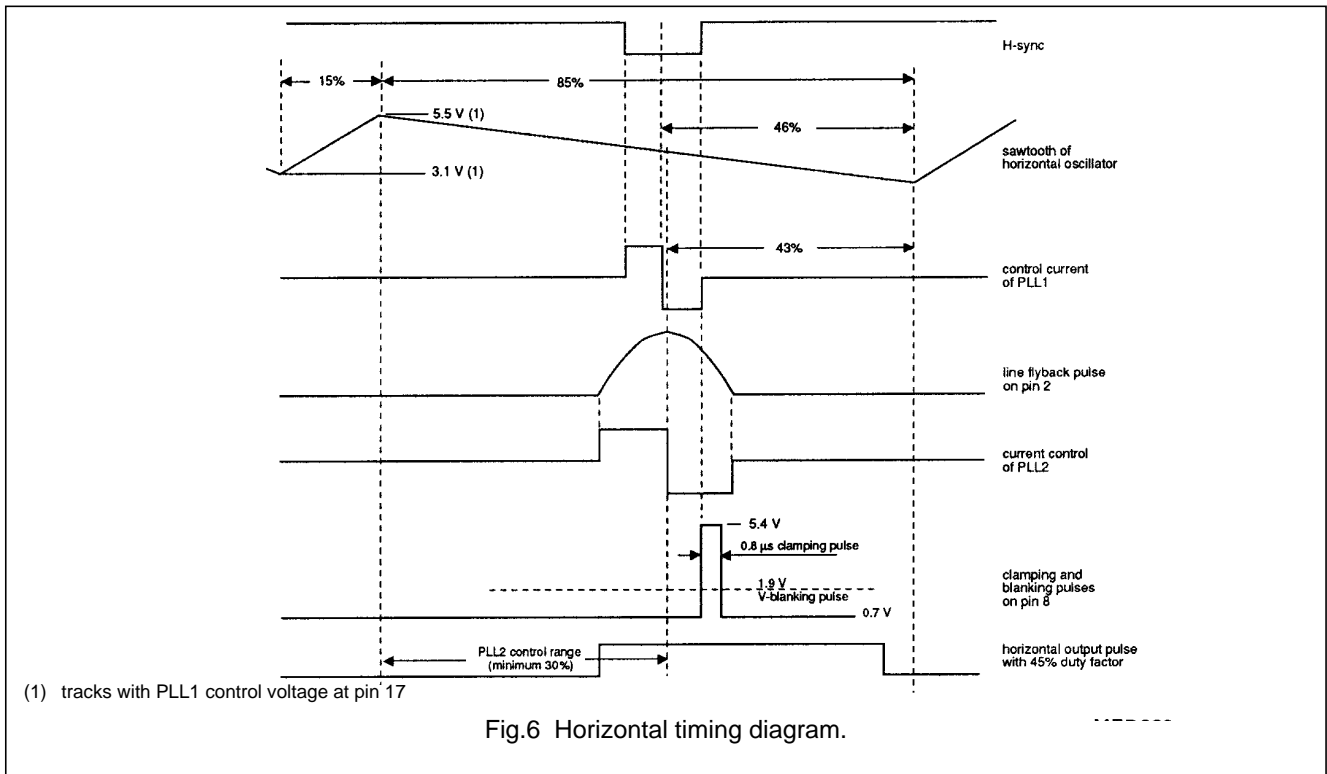 H-sync
15%
85%
5.5 V (1)
46%
sawtooth of
horizontal oscillator
3.1 V (1)
43%
control current
of PLL1
line flyback pulse
on pin 2
current control
of PLL2
5.4 V
0.8 µs clamping pulse
1.9 V
V-blanking pulse
clamping and
blanking pulses
on pin 8
0.7 V
PLL2 control range
(minimum 30%)
horizontal output pulse
with 45% duty factor
(1) tracks with PLL1 control voltage at pin 17
Fig.6 Horizontal timing diagram.